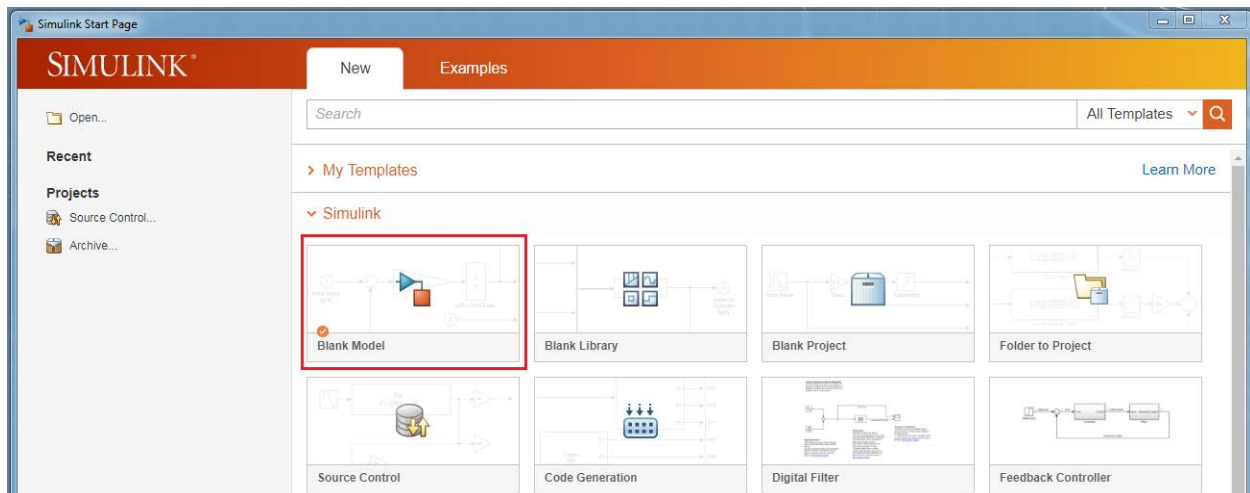 Simulink Start Page
SIMULINK®
New
Examples
Open...
Recent
Projects
Source Control...
Archive...
Search
All Templates
My Templates
Learn More
Simulink
Blank Model
Blank Library
Blank Project
Folder to Project
Source Control
Code Generation
Digital Filter
Feedback Controller